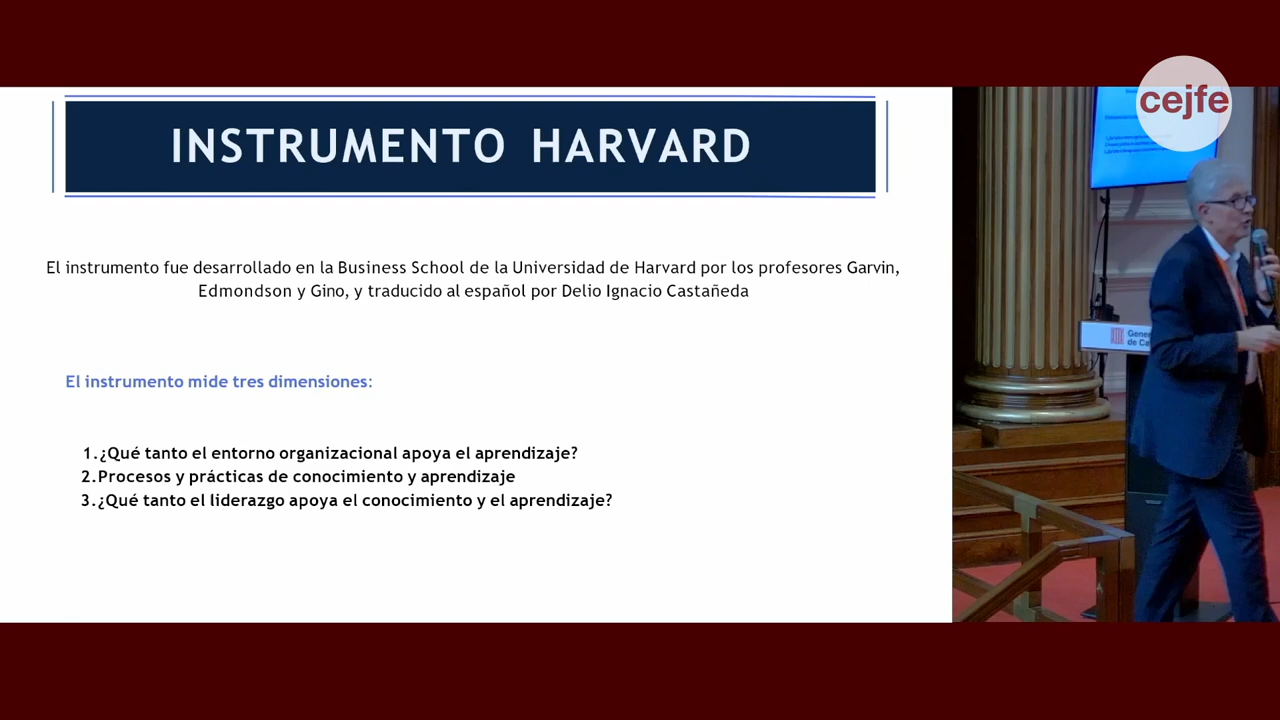 INSTRUMENTO HARVARD
El instrumento fue desarrollado en la Business School de la Universidad de Harvard por los profesores Garvin,
Edmondson y Gino, y traducido al español por Delio Ignacio Castañeda
El instrumento mide tres dimensiones:
1.¿Qué tanto el entorno organizacional apoya el aprendizaje?
2.Procesos y prácticas de conocimiento y aprendizaje
3.¿Qué tanto el liderazgo apoya el conocimiento y el aprendizaje?
cejfe